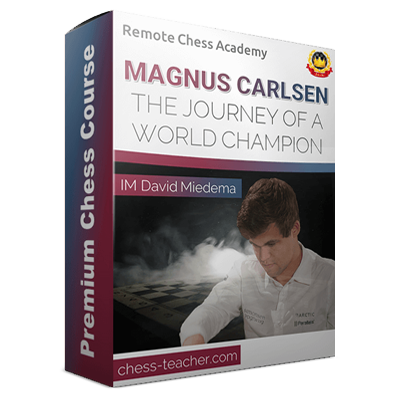 Remote Chess Academy
MAGNUS CARLSEN
THE JOURNEY OF A
WORLD CHAMPION
IM David Miedema
chess-teacher.com
Premium Chess Course